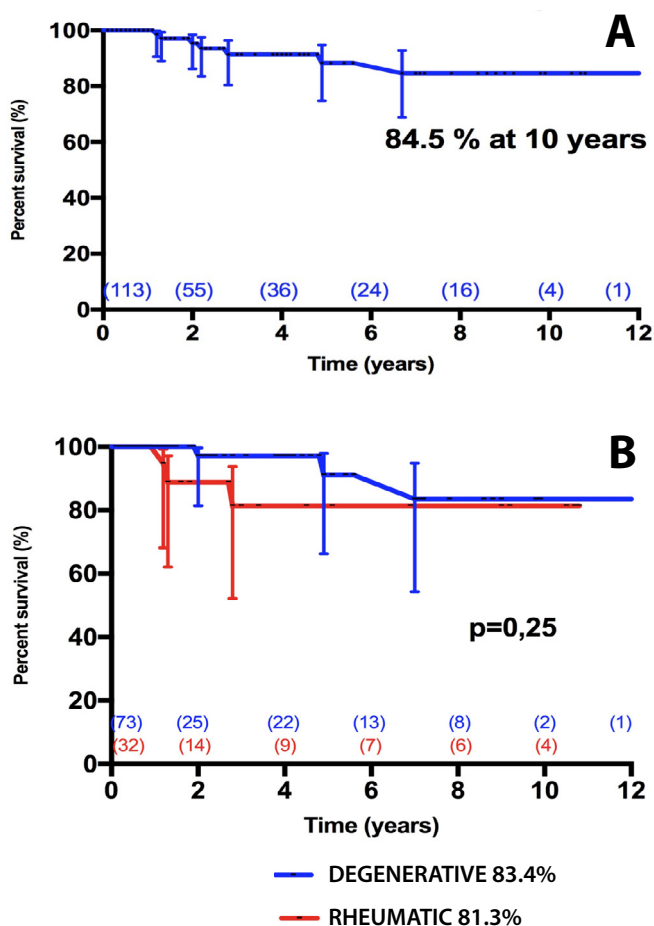 A
100
80
60
40
20
0
Percent survival (%)
84.5 % at 10 years
(113) (55) (36) (24) (16) (4) (1)
0 2 4 6 8 10 12
Time (years)
B
100
80
60
40
20
0
Percent survival (%)
p=0,25
(73) (25) (22) (13) (8) (2) (1)
(32) (14) (9) (7) (6) (4)
0 2 4 6 8 10 12
Time (years)
DEGENERATIVE 83.4%
RHEUMATIC 81.3%